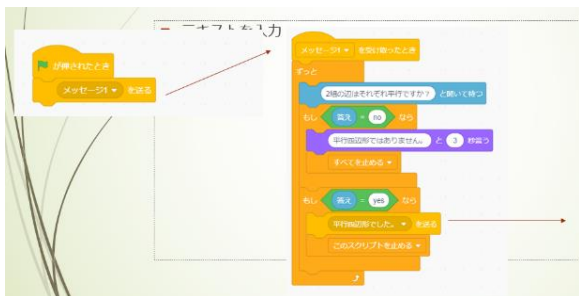 テキストを入力
が押されたとき
メッセージ1 を送る
メッセージ1 を受け取ったとき
ずっと
2組の辺はそれぞれ平行ですか? と聞いて待つ
もし 答え = no なら
平行四辺形ではありません。 と 3 秒言う
すべてを止める
もし 答え = yes なら
平行四辺形でした。 を送る
このスクリプトを止める